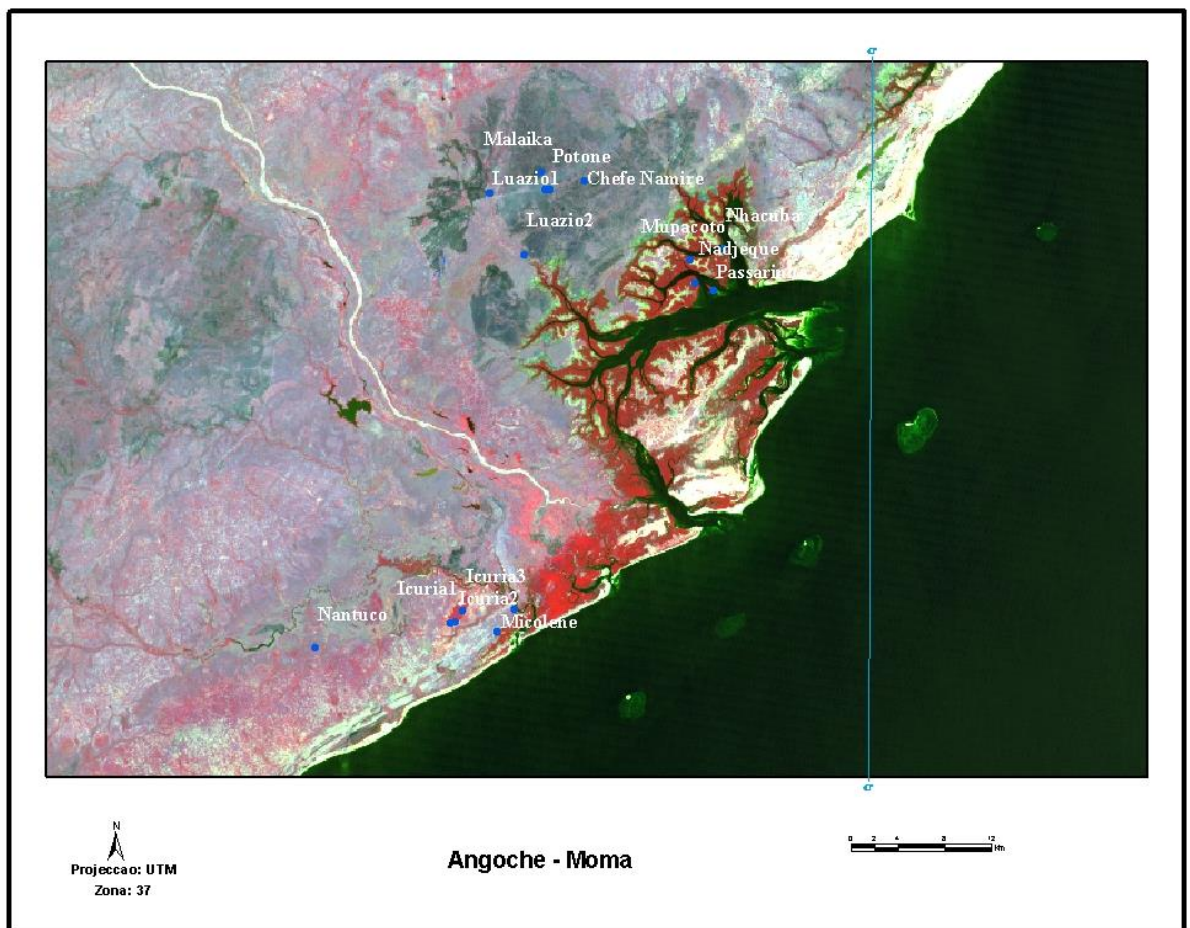 Malaika
Potone
Luazio1
Chefe Namire
Luazio2
Nhacuba
Mupacoto
Nadjeque
Icuria3
Icuria1
Icuria2
Nantuco
Micolene
N
Projeccao: UTM
Zona: 37
Angoche - Moma
0 2 4 8 12
Km